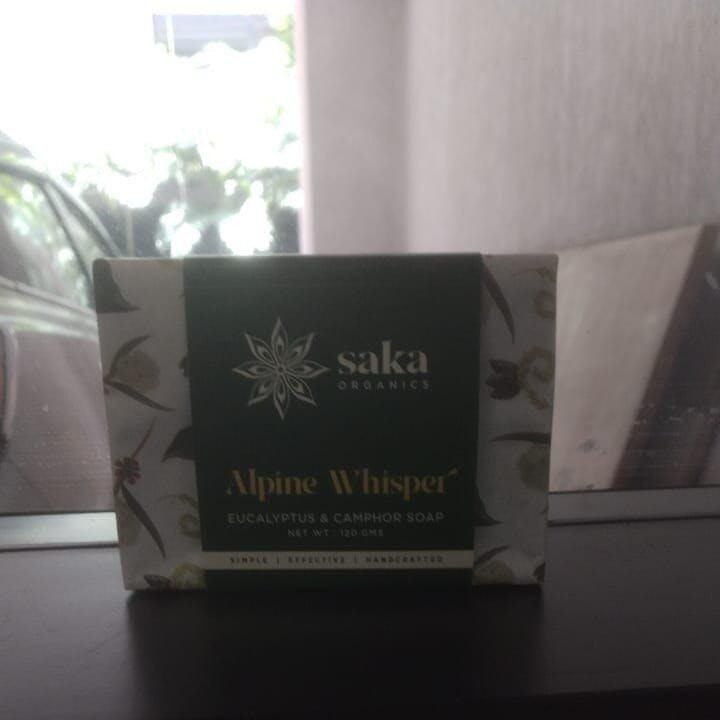 saka
ORGANICS
Alpine Whisper
EUCALYPTUS & CAMPHOR SOAP
NET WT : 120 GMS
SIMPLE | EFFECTIVE | HANDCRAFTED